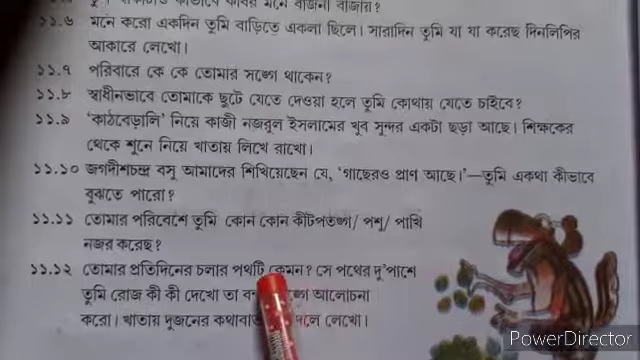 মনে বাজনা বাজায়?
১১.৬ মনে করো একদিন তুমি বাড়িতে একলা ছিলে। সারাদিন তুমি যা যা করেছ দিনলিপির
আকারে লেখো।
১১.৭ পরিবারে কে কে তোমার সঙ্গে থাকেন?
১১.৮ স্বাধীনভাবে তোমাকে ছুটে যেতে দেওয়া হলে তুমি কোথায় যেতে চাইবে?
১১.৯ ‘কাঠবেড়ালি’ নিয়ে কাজী নজরুল ইসলামের খুব সুন্দর একটা ছড়া আছে। শিক্ষকের
থেকে শুনে নিয়ে খাতায় লিখে রাখো।
১১.১০ জগদীশচন্দ্র বসু আমাদের শিখিয়েছেন যে, ‘গাছেরও প্রাণ আছে।’—তুমি একথা কীভাবে
বুঝতে পারো?
১১.১১ তোমার পরিবেশে তুমি কোন কোন কীটপতঙ্গ/ পশু/ পাখি
নজর করেছ?
১১.১২ তোমার প্রতিদিনের চলার পথটি কেমন? সে পথের দু’পাশে
তুমি রোজ কী কী দেখো তা আলোচনা
করো। খাতায় দুজনের লেখো।
PowerDirector